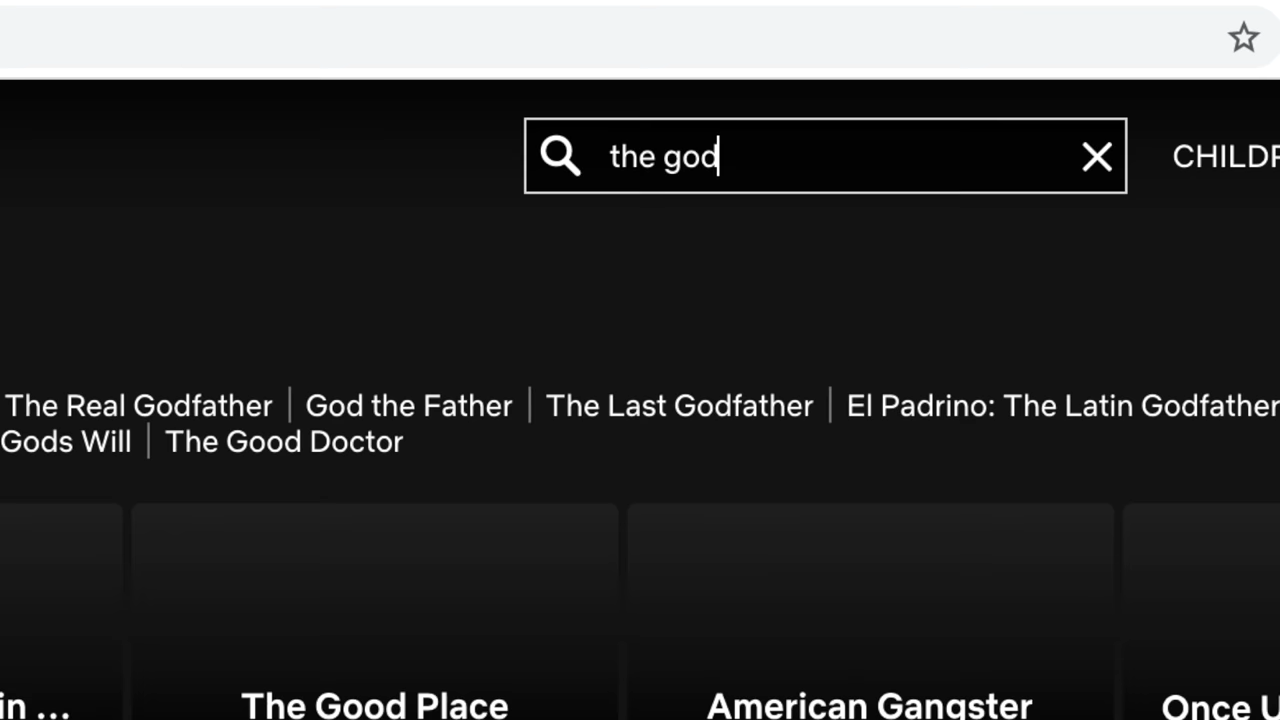 the god
CHILDR
The Real Godfather | God the Father | The Last Godfather | El Padrino: The Latin Godfather
Gods Will | The Good Doctor
in ... The Good Place American Gangster Once U